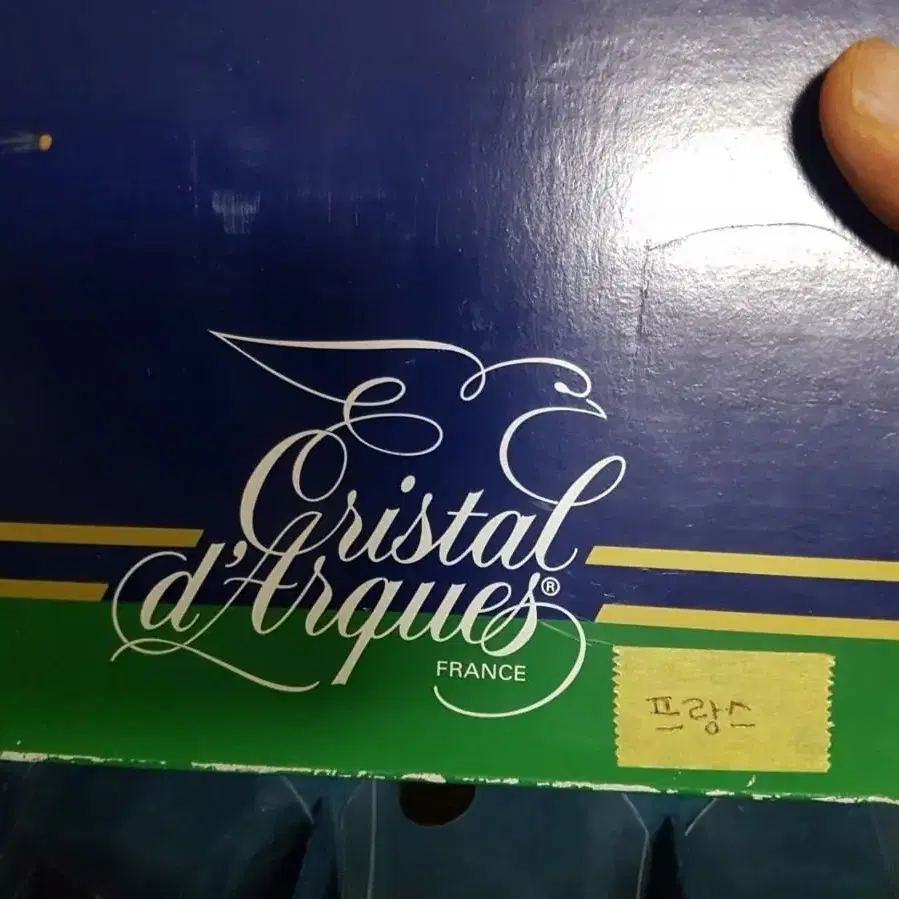 Cristal
d'Arques®
FRANCE
프랑스